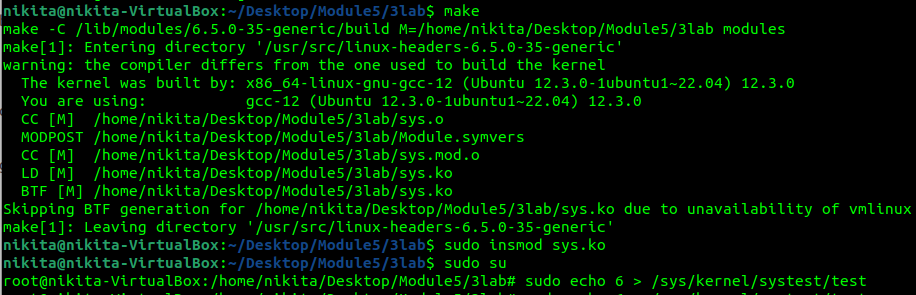 nikita@nikita-VirtualBox:~/Desktop/Module5/3lab$ make
make -C /lib/modules/6.5.0-35-generic/build M=/home/nikita/Desktop/Module5/3lab modules
make[1]: Entering directory '/usr/src/linux-headers-6.5.0-35-generic'
warning: the compiler differs from the one used to build the kernel
  The kernel was built by: x86_64-linux-gnu-gcc-12 (Ubuntu 12.3.0-1ubuntu1~22.04) 12.3.0
  You are using:           gcc-12 (Ubuntu 12.3.0-1ubuntu1~22.04) 12.3.0
  CC [M]  /home/nikita/Desktop/Module5/3lab/sys.o
  MODPOST /home/nikita/Desktop/Module5/3lab/Module.symvers
  CC [M]  /home/nikita/Desktop/Module5/3lab/sys.mod.o
  LD [M]  /home/nikita/Desktop/Module5/3lab/sys.ko
  BTF [M] /home/nikita/Desktop/Module5/3lab/sys.ko
Skipping BTF generation for /home/nikita/Desktop/Module5/3lab/sys.ko due to unavailability of vmlinux
make[1]: Leaving directory '/usr/src/linux-headers-6.5.0-35-generic'
nikita@nikita-VirtualBox:~/Desktop/Module5/3lab$ sudo insmod sys.ko
nikita@nikita-VirtualBox:~/Desktop/Module5/3lab$ sudo su
root@nikita-VirtualBox:/home/nikita/Desktop/Module5/3lab# sudo echo 6 > /sys/kernel/systest/test